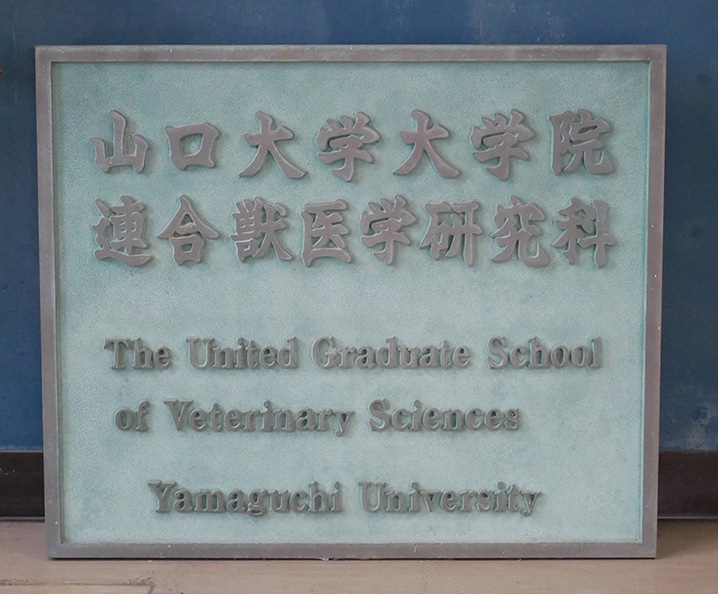 山口大学大学院
連合獣医学研究科
The United Graduate School
of Veterinary Sciences
Yamaguchi University